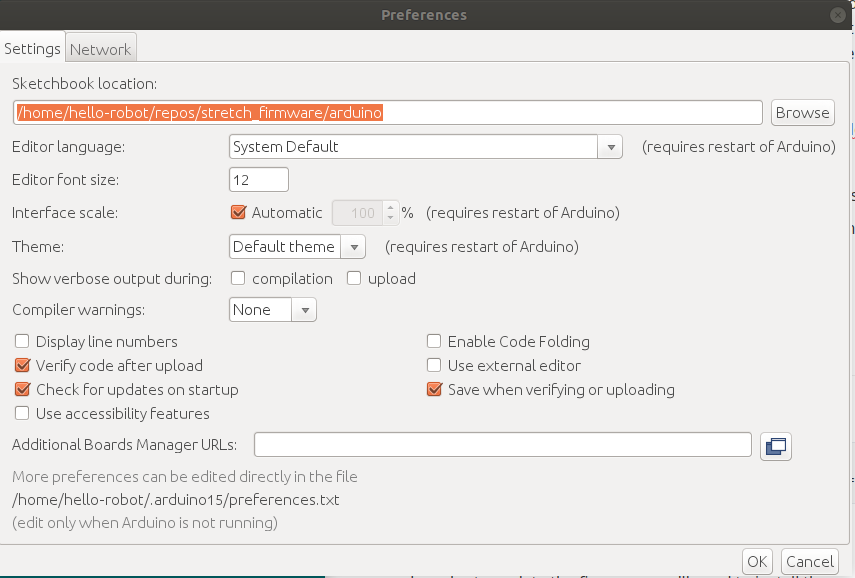 Preferences
Settings Network
Sketchbook location:
/home/hello-robot/repos/stretch_firmware/arduino Browse
Editor language: System Default (requires restart of Arduino)
Editor font size: 12
Interface scale: Automatic 100 % (requires restart of Arduino)
Theme: Default theme (requires restart of Arduino)
Show verbose output during: compilation upload
Compiler warnings: None
Display line numbers Enable Code Folding
Verify code after upload Use external editor
Check for updates on startup Save when verifying or uploading
Use accessibility features
Additional Boards Manager URLs:
More preferences can be edited directly in the file
/home/hello-robot/.arduino15/preferences.txt
(edit only when Arduino is not running)
OK Cancel